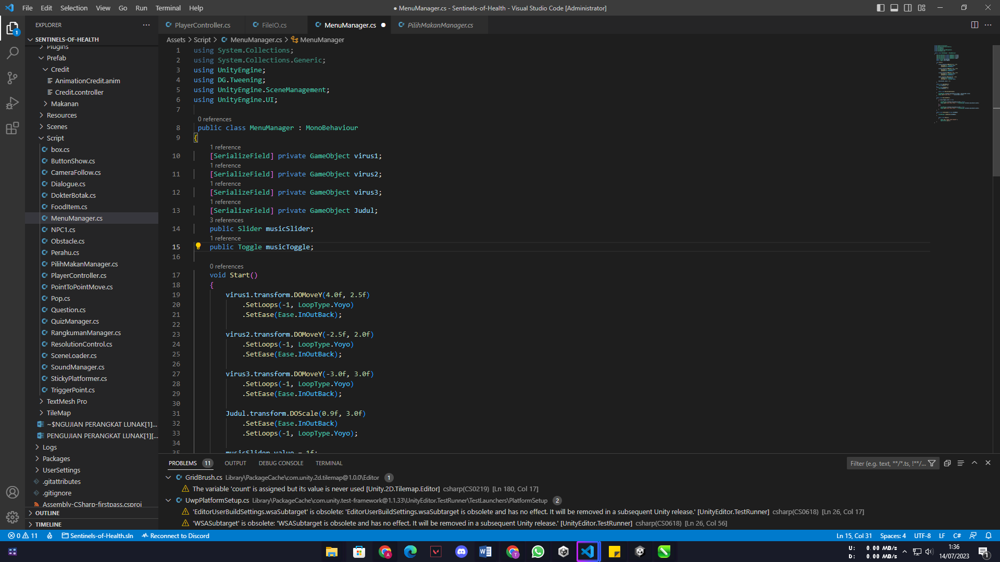 File Edit Selection View Go Run Terminal Help
● MenuManager.cs - Sentinels-of-Health - Visual Studio Code [Administrator]
EXPLORER
PlayerController.cs
FileIO.cs
MenuManager.cs
PilihMakanManager.cs
1
SENTINELS-OF-HEALTH
Plugins
Prefab
Credit
AnimationCredit.anim
Credit.controller
Makanan
Resources
Scenes
Script
box.cs
ButtonShow.cs
CameraFollow.cs
Dialogue.cs
DokterBotak.cs
FoodItem.cs
MenuManager.cs
NPC1.cs
Obstacle.cs
Perahu.cs
PilihMakanManager.cs
PlayerController.cs
PointToPointMove.cs
Pop.cs
Question.cs
QuizManager.cs
RangkumanManager.cs
ResolutionControl.cs
SceneLoader.cs
SoundManager.cs
StickyPlatformer.cs
TriggerPoint.cs
TextMesh Pro
TileMap
~$NGUJIAN PERANGKAT LUNAK[1]...
PENGUJIAN PERANGKAT LUNAK[1][...
Logs
Packages
UserSettings
.gitattributes
.gitignore
Assembly-CSharp-firstpass.csproj
OUTLINE
TIMELINE
Assets > Script > MenuManager.cs > MenuManager
1 using System.Collections;
2 using System.Collections.Generic;
3 using UnityEngine;
4 using DG.Tweening;
5 using UnityEngine.SceneManagement;
6 using UnityEngine.UI;
7
0 references
8 public class MenuManager : MonoBehaviour
9 {
1 reference
10 [SerializeField] private GameObject virus1;
1 reference
11 [SerializeField] private GameObject virus2;
1 reference
12 [SerializeField] private GameObject virus3;
1 reference
13 [SerializeField] private GameObject Judul;
3 references
14 public Slider musicSlider;
1 reference
15 public Toggle musicToggle;
16
0 references
17 void Start()
18 {
19 virus1.transform.DOMoveY(4.0f, 2.5f)
20 .SetLoops(-1, LoopType.Yoyo)
21 .SetEase(Ease.InOutBack);
22
23 virus2.transform.DOMoveY(-2.5f, 2.0f)
24 .SetLoops(-1, LoopType.Yoyo)
25 .SetEase(Ease.InOutBack);
26
27 virus3.transform.DOMoveY(-3.0f, 3.0f)
28 .SetLoops(-1, LoopType.Yoyo)
29 .SetEase(Ease.InOutBack);
30
31 Judul.transform.DOScale(0.9f, 3.0f)
32 .SetEase(Ease.InOutBack)
33 .SetLoops(-1, LoopType.Yoyo);
34
35 musicSlider.value = 1f;
PROBLEMS 11 OUTPUT DEBUG CONSOLE TERMINAL
Filter (e.g. text, **/*.ts, !**/...
GridBrush.cs Library\PackageCache\com.unity.2d.tilemap@1.0.0\Editor 1
The variable 'count' is assigned but its value is never used [Unity.2D.Tilemap.Editor] csharp(CS0219) [Ln 180, Col 17]
UwpPlatformSetup.cs Library\PackageCache\com.unity.test-framework@1.1.33\UnityEditor.TestRunner\TestLaunchers\PlatformSetup 2
'EditorUserBuildSettings.wsaSubtarget' is obsolete: 'EditorUserBuildSettings.wsaSubtarget is obsolete and has no effect. It will be removed in a subsequent Unity release.' [UnityEditor.TestRunner] csharp(CS0618) [Ln 26, Col 17]
'WSASubtarget' is obsolete: 'WSASubtarget is obsolete and has no effect. It will be removed in a subsequent Unity release.' [UnityEditor.TestRunner] csharp(CS0618) [Ln 26, Col 56]
0 11 Sentinels-of-Health.sln Reconnect to Discord
Ln 15, Col 31 Spaces: 4 UTF-8 LF C#
U: 0.00 MB/s
D: 0.00 MB/s
1:36
14/07/2023
1